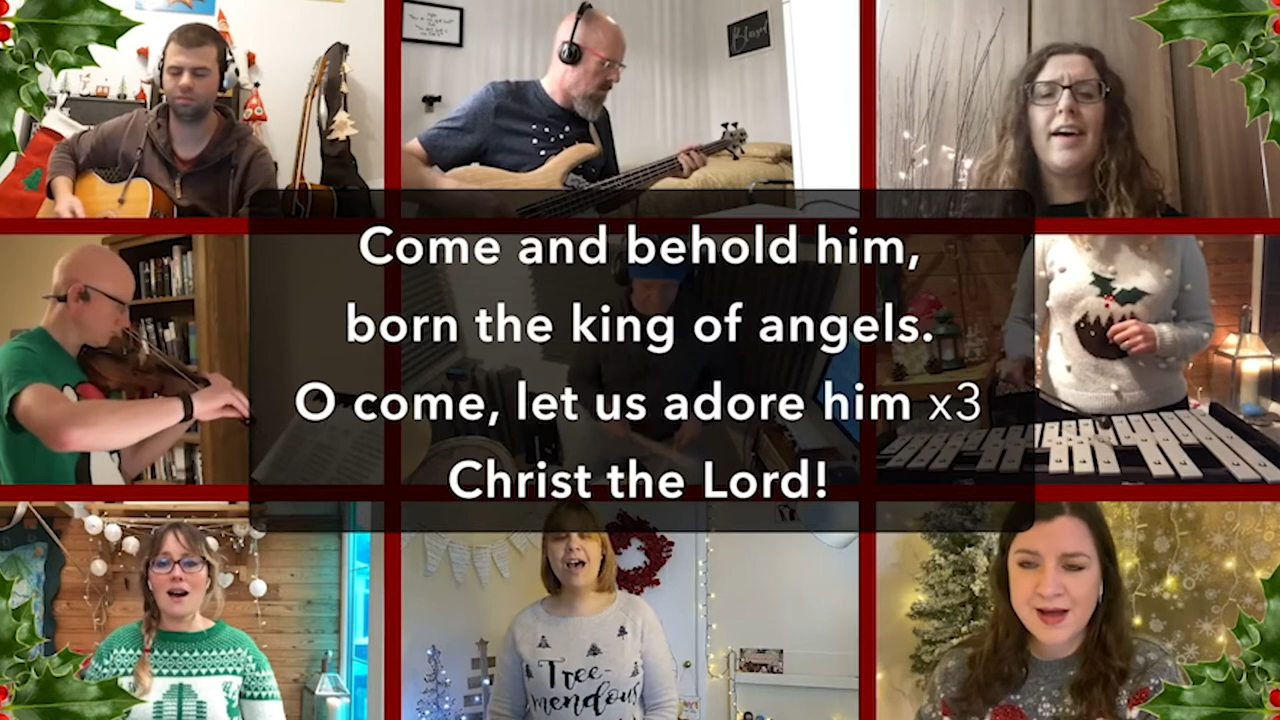 Blessed
Come and behold him,
born the king of angels.
O come, let us adore him x3
Christ the Lord!
Tree-
mendous